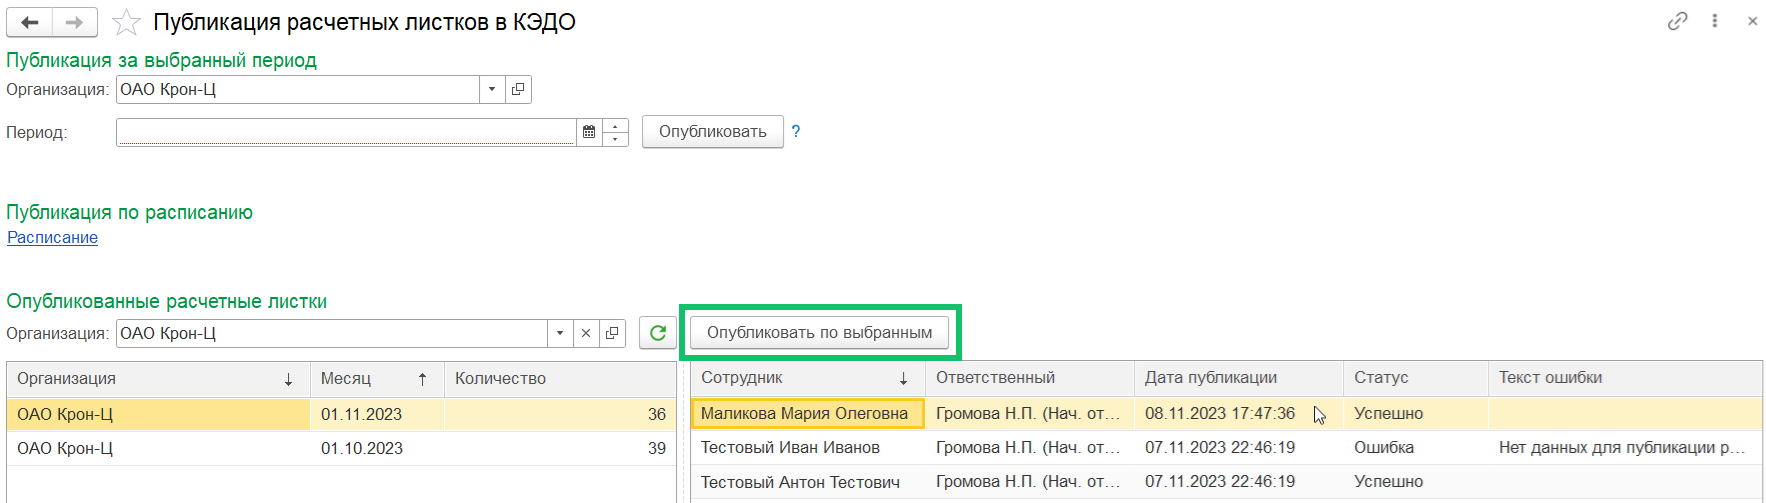 Публикация расчетных листков в КЭДО
Публикация за выбранный период
Организация: ОАО Крон-Ц
Период: Опубликовать ?
Публикация по расписанию
Расписание
Опубликованные расчетные листки
Организация: ОАО Крон-Ц Опубликовать по выбранным
Организация Месяц Количество Сотрудник Ответственный Дата публикации Статус Текст ошибки
ОАО Крон-Ц 01.11.2023 36 Маликова Мария Олеговна Громова Н.П. (Нач. от... 08.11.2023 17:47:36 Успешно
ОАО Крон-Ц 01.10.2023 39 Тестовый Иван Иванов Громова Н.П. (Нач. от... 07.11.2023 22:46:19 Ошибка Нет данных для публикации р...
Тестовый Антон Тестович Громова Н.П. (Нач. от... 07.11.2023 22:46:19 Успешно